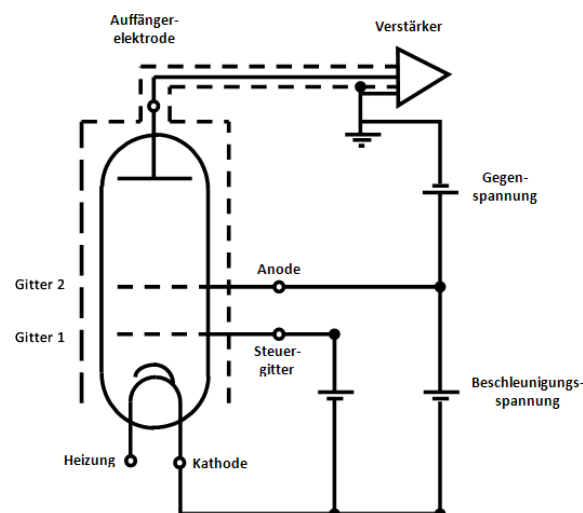 Auffänger-
elektrode
Verstärker
Gegen-
spannung
Gitter 2
Anode
Gitter 1
Steuer-
gitter
Beschleunigungs-
spannung
Heizung
Kathode